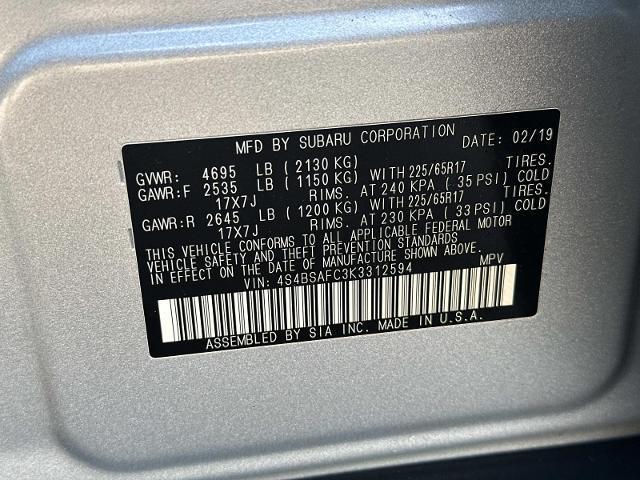 MFD BY SUBARU CORPORATION DATE: 02/19
GVWR: 4695 LB ( 2130 KG)
GAWR:F 2535 LB ( 1150 KG) WITH 225/65R17 TIRES.
17X7J RIMS. AT 240 KPA ( 35 PSI) COLD
GAWR:R 2645 LB ( 1200 KG) WITH 225/65R17 TIRES.
17X7J RIMS. AT 230 KPA ( 33 PSI) COLD
THIS VEHICLE CONFORMS TO ALL APPLICABLE FEDERAL MOTOR
VEHICLE SAFETY AND THEFT PREVENTION STANDARDS
IN EFFECT ON THE DATE OF MANUFACTURE SHOWN ABOVE.
VIN: 4S4BSAFC3K3312594 MPV
ASSEMBLED BY SIA INC. MADE IN U.S.A.